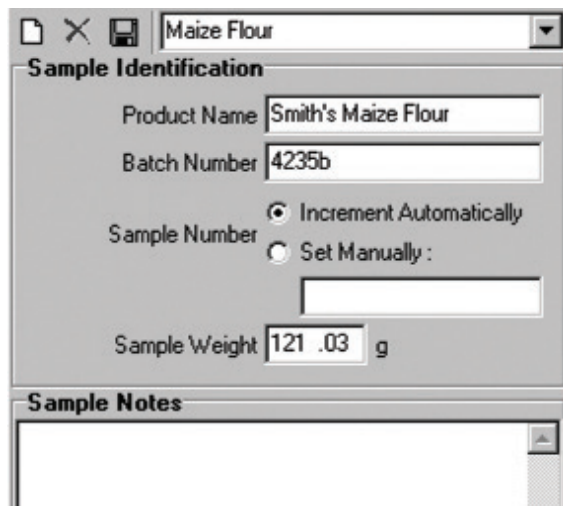 Maize Flour
Sample Identification
Product Name Smith's Maize Flour
Batch Number 4235b
Sample Number
Increment Automatically
Set Manually :
Sample Weight 121 .03 g
Sample Notes